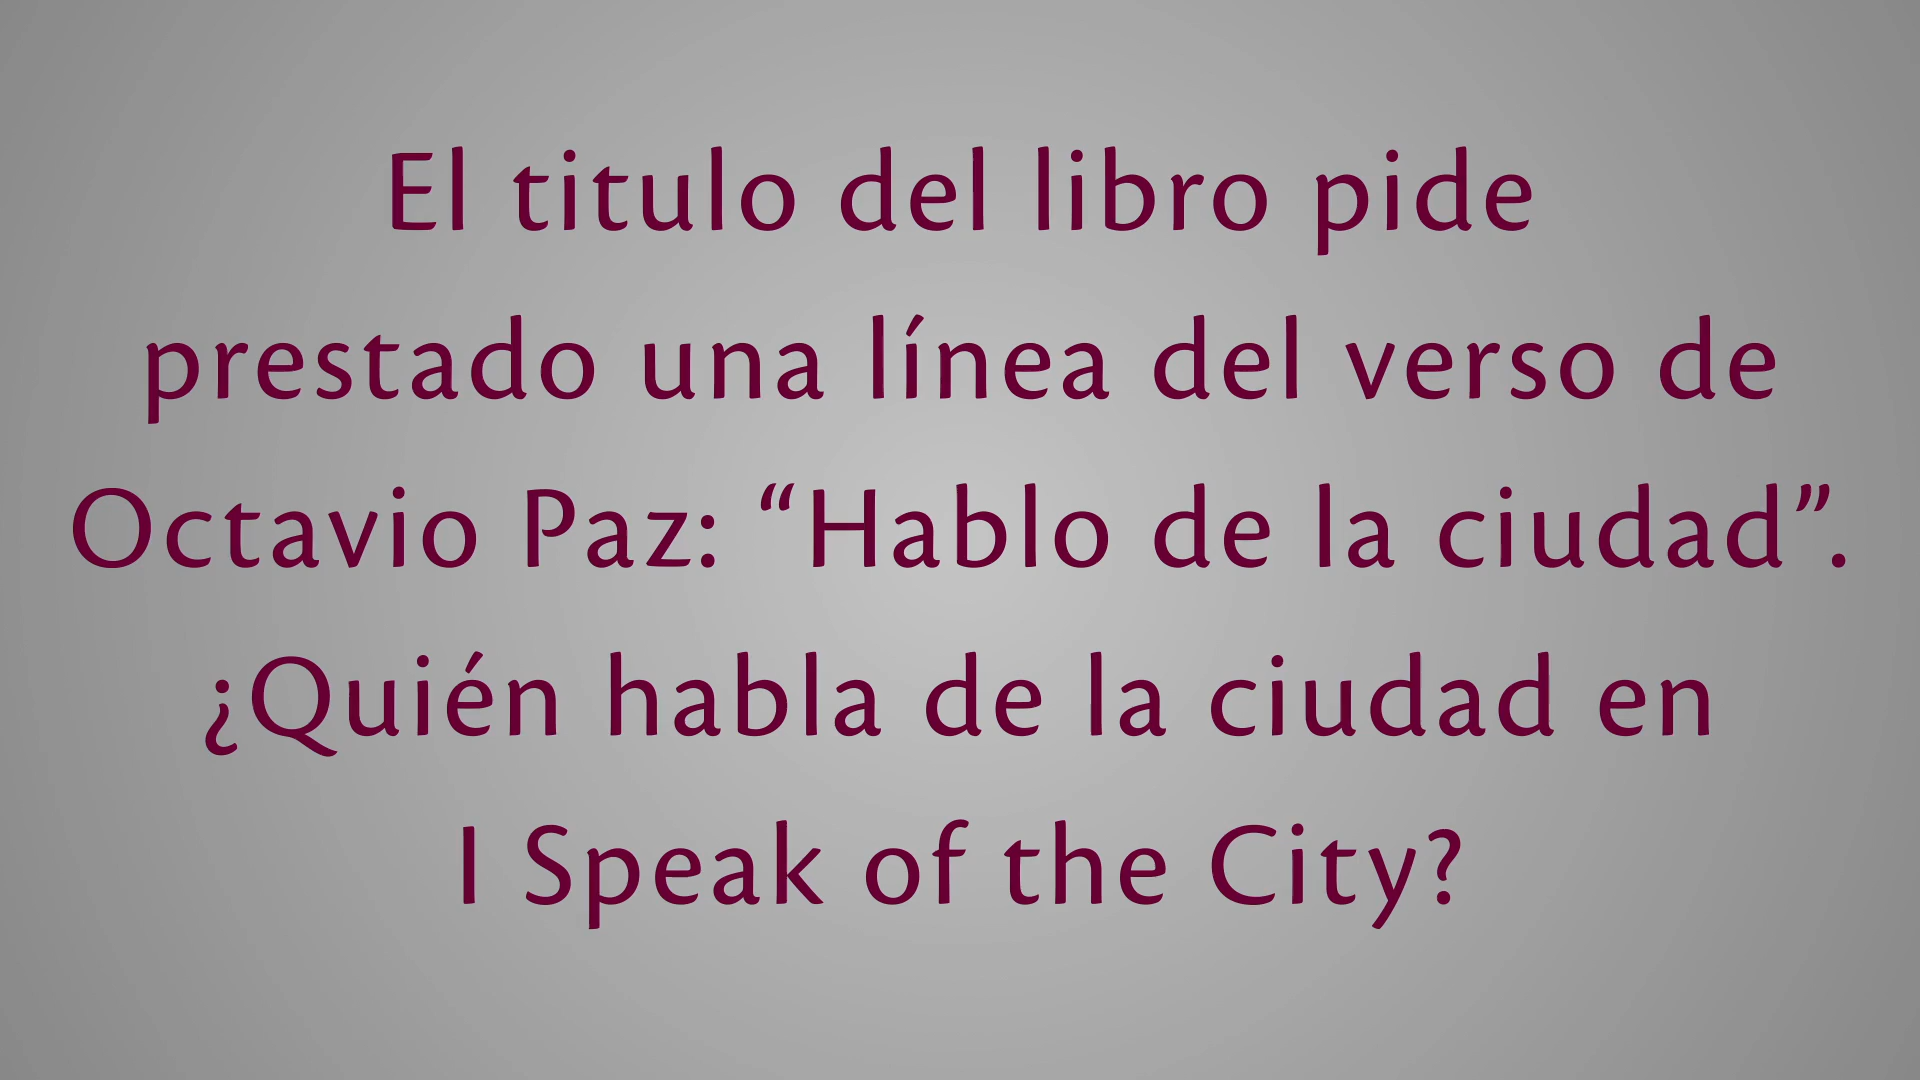 El titulo del libro pide
prestado una línea del verso de
Octavio Paz: “Hablo de la ciudad”.
¿Quién habla de la ciudad en
I Speak of the City?